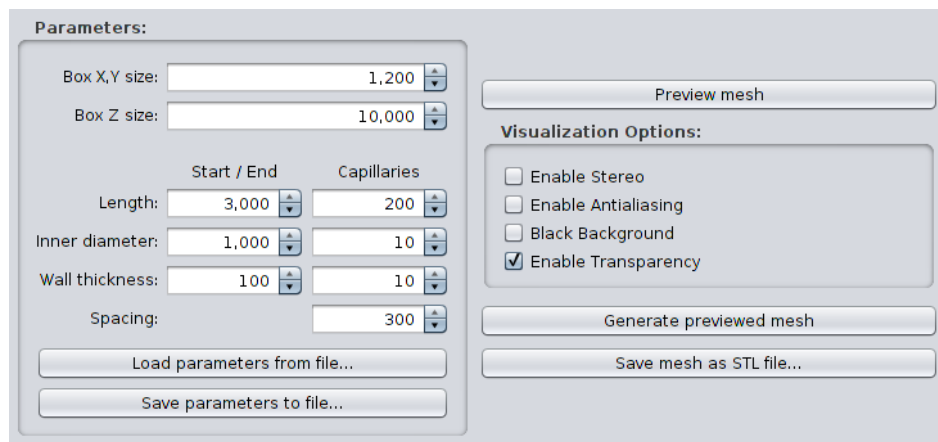 Parameters:
Box X,Y size: 1,200
Box Z size: 10,000
Start / End Capillaries
Length: 3,000 200
Inner diameter: 1,000 10
Wall thickness: 100 10
Spacing: 300
Load parameters from file...
Save parameters to file...
Preview mesh
Visualization Options:
Enable Stereo
Enable Antialiasing
Black Background
Enable Transparency
Generate previewed mesh
Save mesh as STL file...